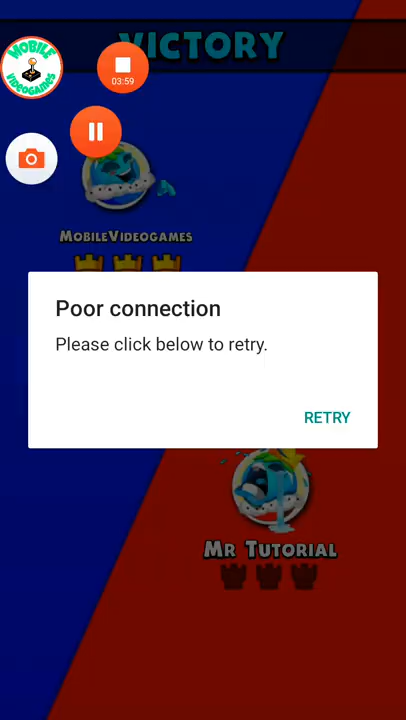 VICTORY
MOBILE
VIDEOGAMES
03:59
MobileVideogames
Poor connection
Please click below to retry.
RETRY
Mr Tutorial